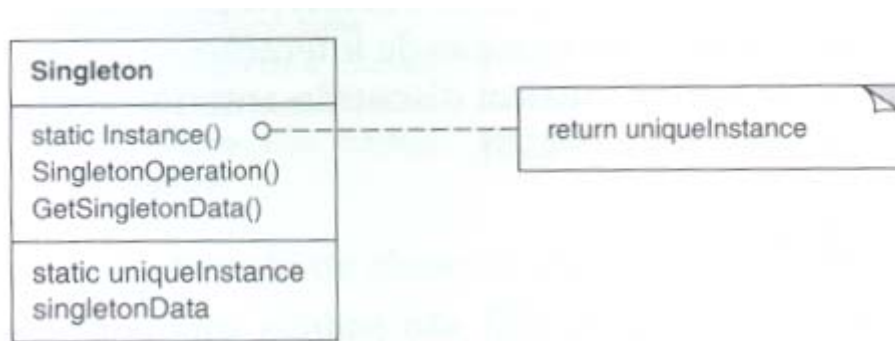 Singleton
static Instance()
SingletonOperation()
GetSingletonData()
static uniqueInstance
singletonData
return uniqueInstance